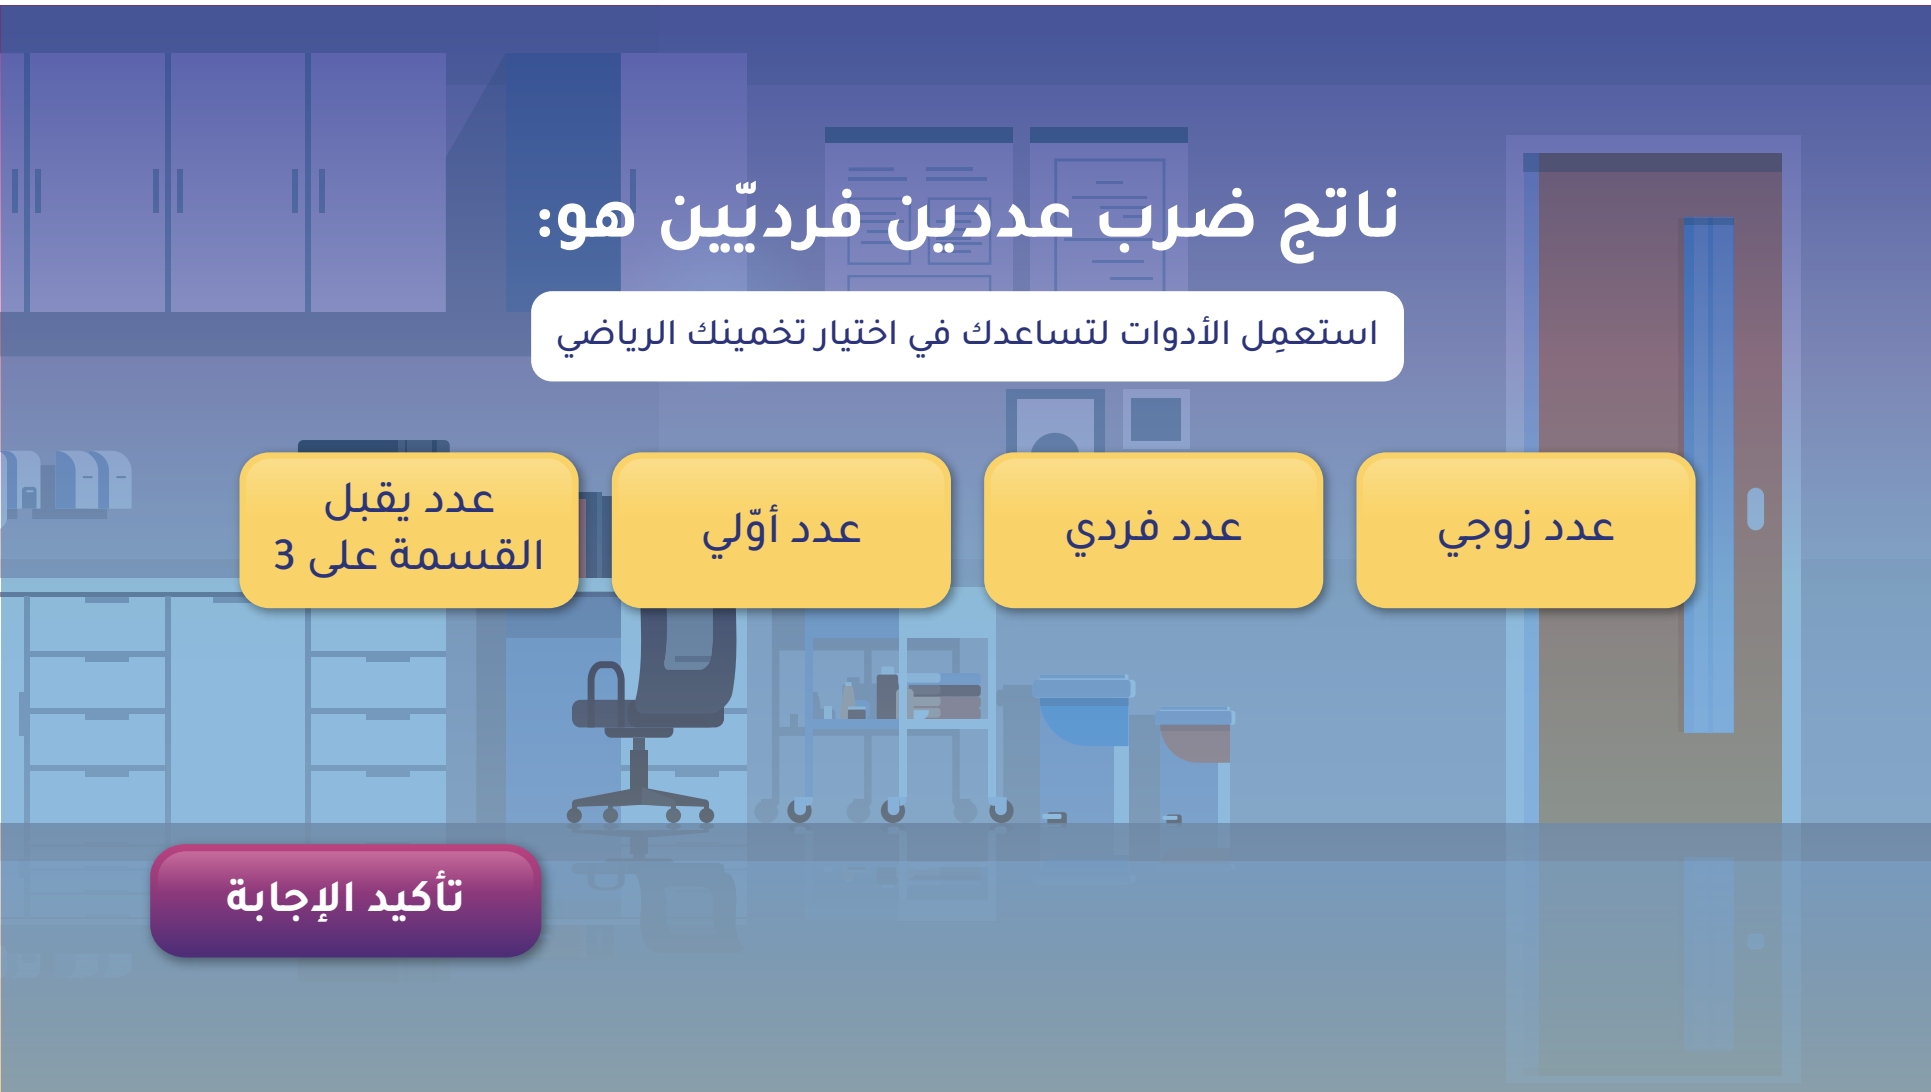 ناتج ضرب عددين فرديّين هو:
استعمِل الأدوات لتساعدك في اختيار تخمينك الرياضي
عدد زوجي
عدد فردي
عدد أوّلي
عدد يقبل
القسمة على 3
تأكيد الإجابة